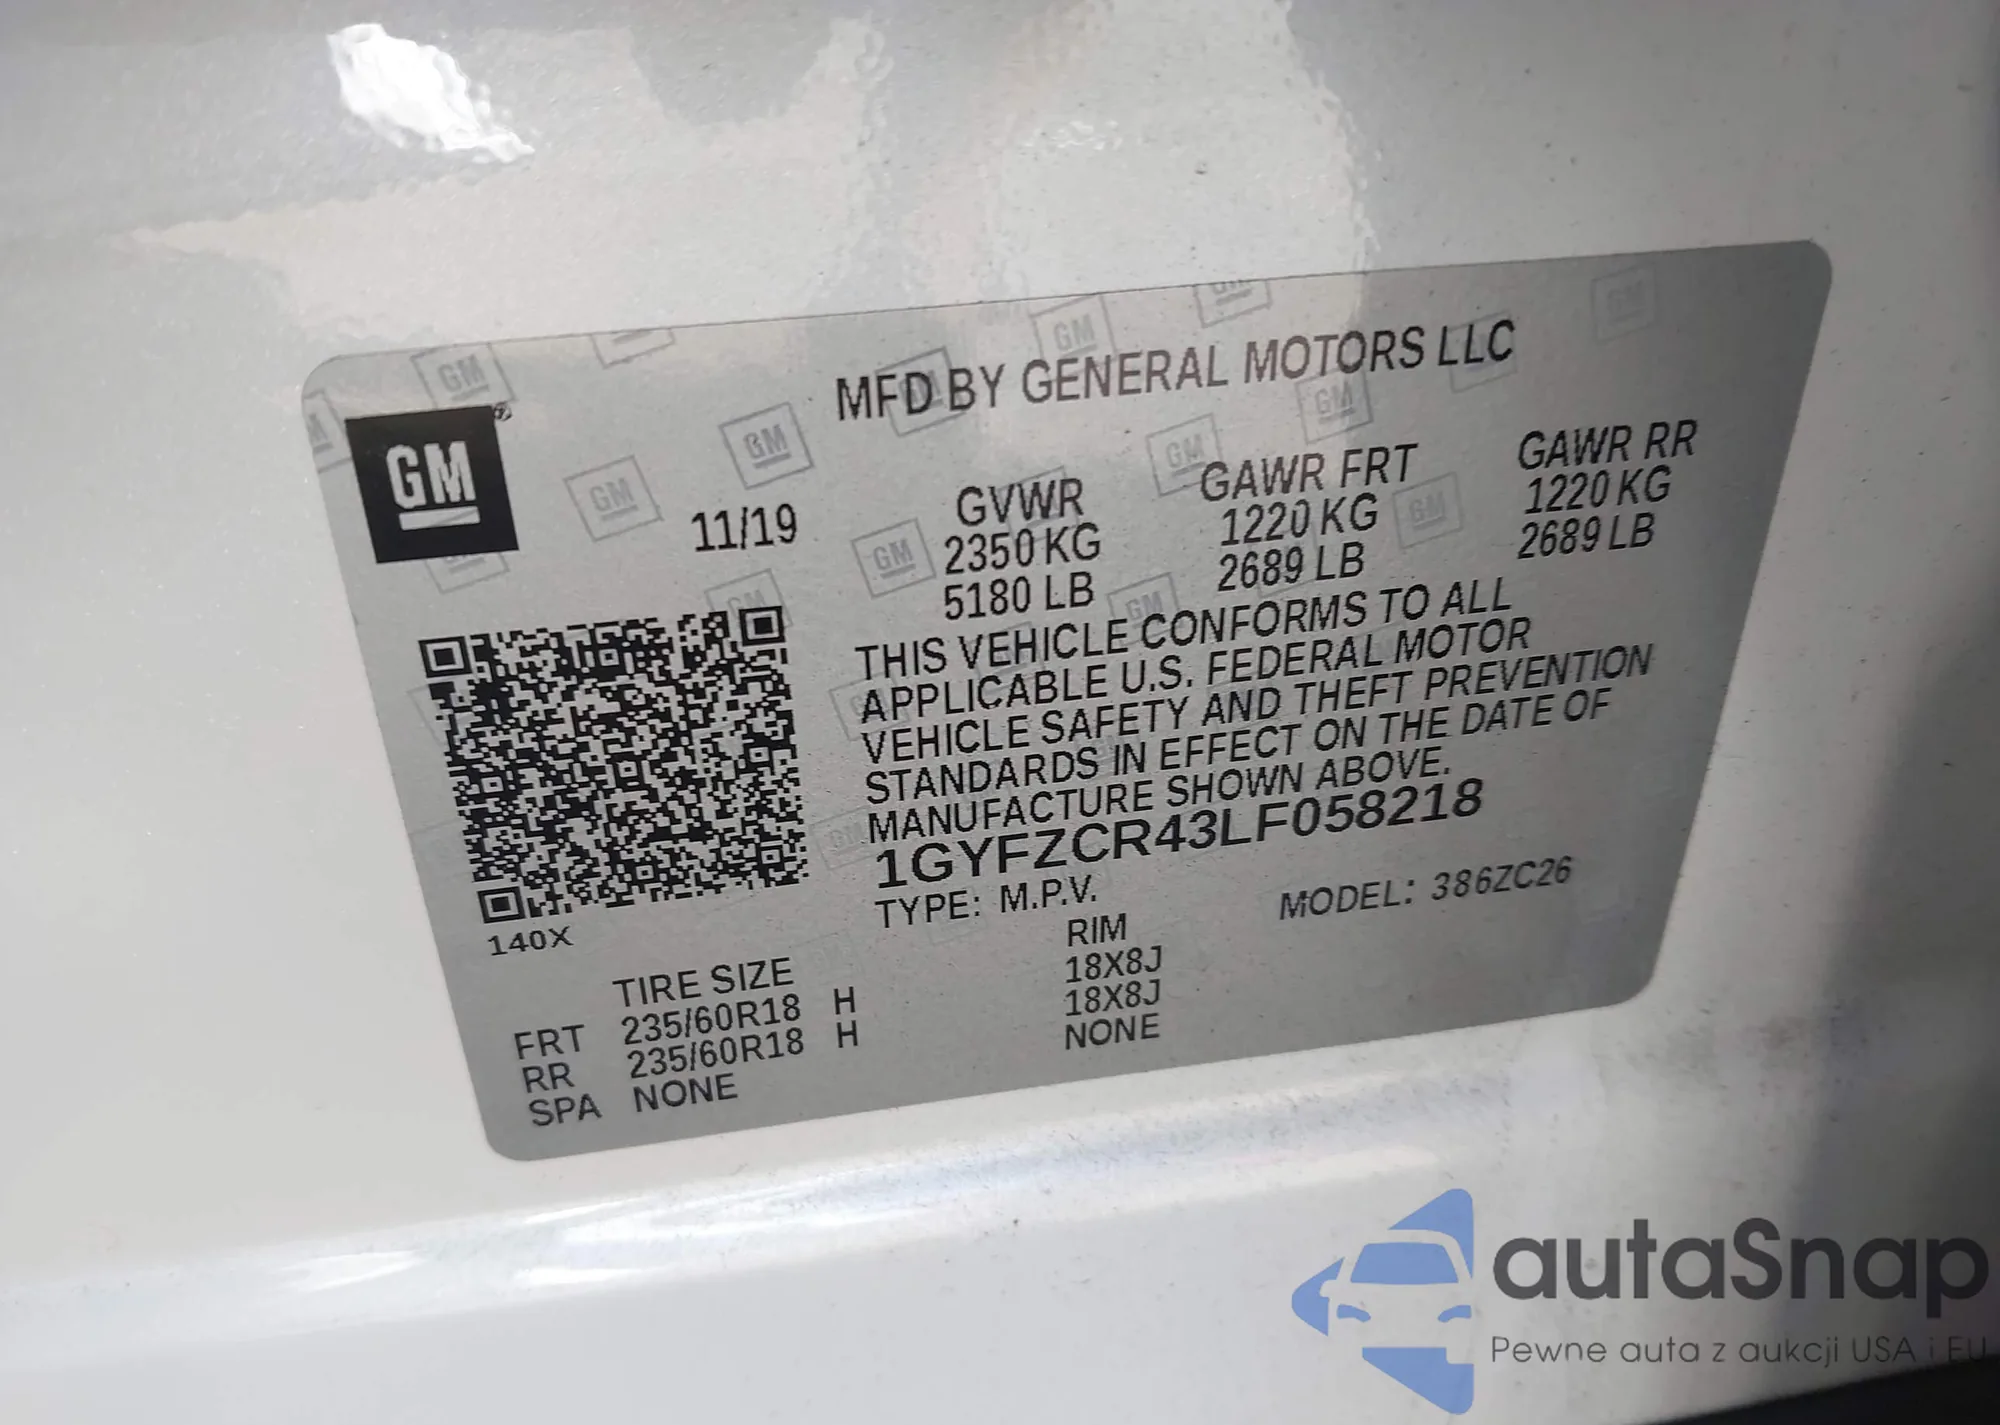 MFD BY GENERAL MOTORS LLC
GM
11/19
GVWR GAWR FRT GAWR RR
2350 KG 1220 KG 1220 KG
5180 LB 2689 LB 2689 LB
THIS VEHICLE CONFORMS TO ALL
APPLICABLE U.S. FEDERAL MOTOR
VEHICLE SAFETY AND THEFT PREVENTION
STANDARDS IN EFFECT ON THE DATE OF
MANUFACTURE SHOWN ABOVE.
1GYFZCR43LF058218
TYPE: M.P.V. MODEL: 386ZC26
140X
TIRE SIZE RIM
FRT 235/60R18 H 18X8J
RR 235/60R18 H 18X8J
SPA NONE NONE
autaSnap
Pewne auta z aukcji USA i EU